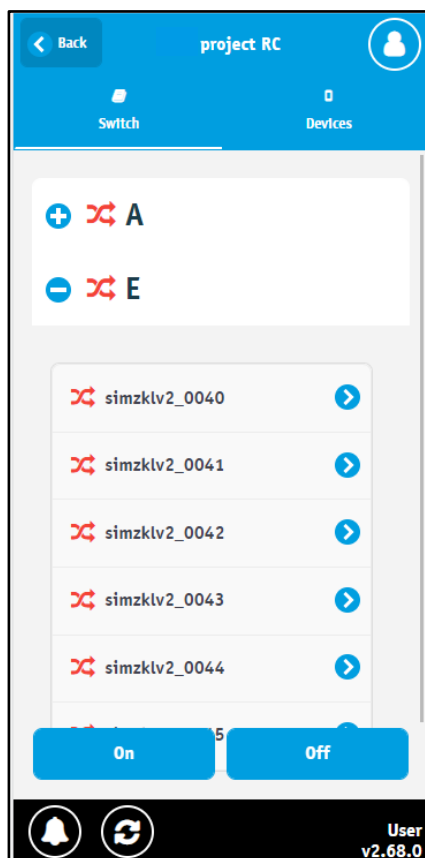 Back
project RC
Switch
Devices
A
E
simzklv2_0040
simzklv2_0041
simzklv2_0042
simzklv2_0043
simzklv2_0044
On
Off
User
v2.68.0